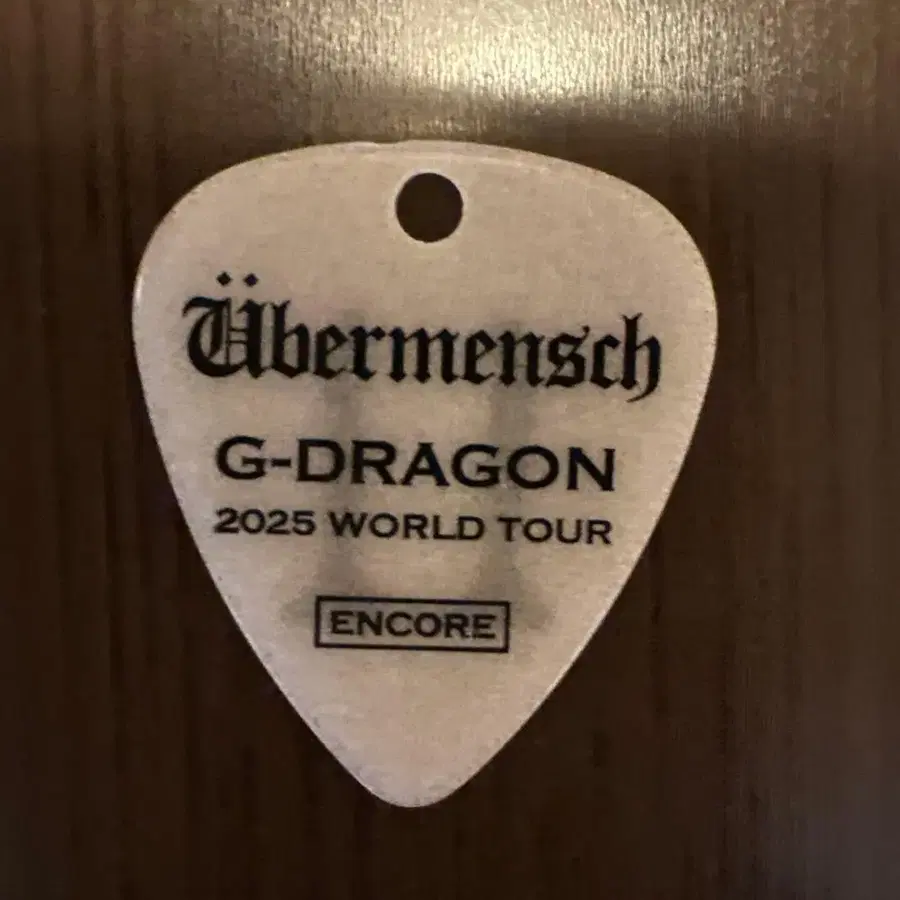 Übermensch
G-DRAGON
2025 WORLD TOUR
ENCORE